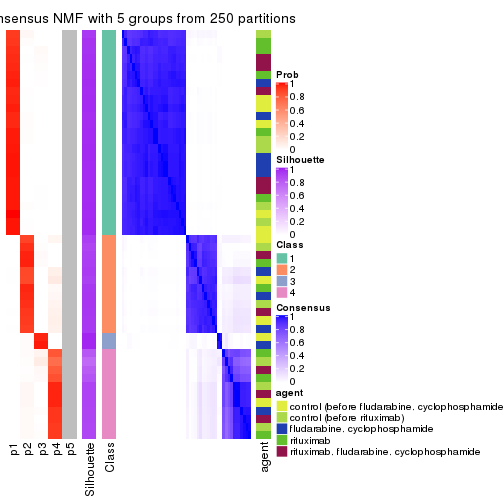 nsensus NMF with 5 groups from 250 partitions
Prob
1
0.8
0.6
0.4
0.2
0
Silhouette
1
0.8
0.6
0.4
0.2
0
Class
1
2
3
4
Consensus
1
0.8
0.6
0.4
0.2
0
agent
control (before fludarabine. cyclophosphamide
control (before rituximab)
fludarabine. cyclophosphamide
rituximab
rituximab. fludarabine. cyclophosphamide
p1
p2
p3
p4
p5
Silhouette
Class
agent